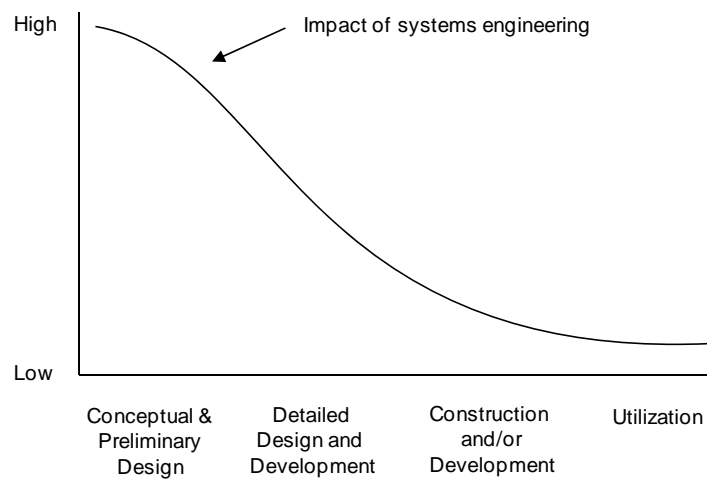 High
Impact of systems engineering
Low
Conceptual &
Preliminary
Design
Detailed
Design and
Development
Construction
and/or
Development
Utilization